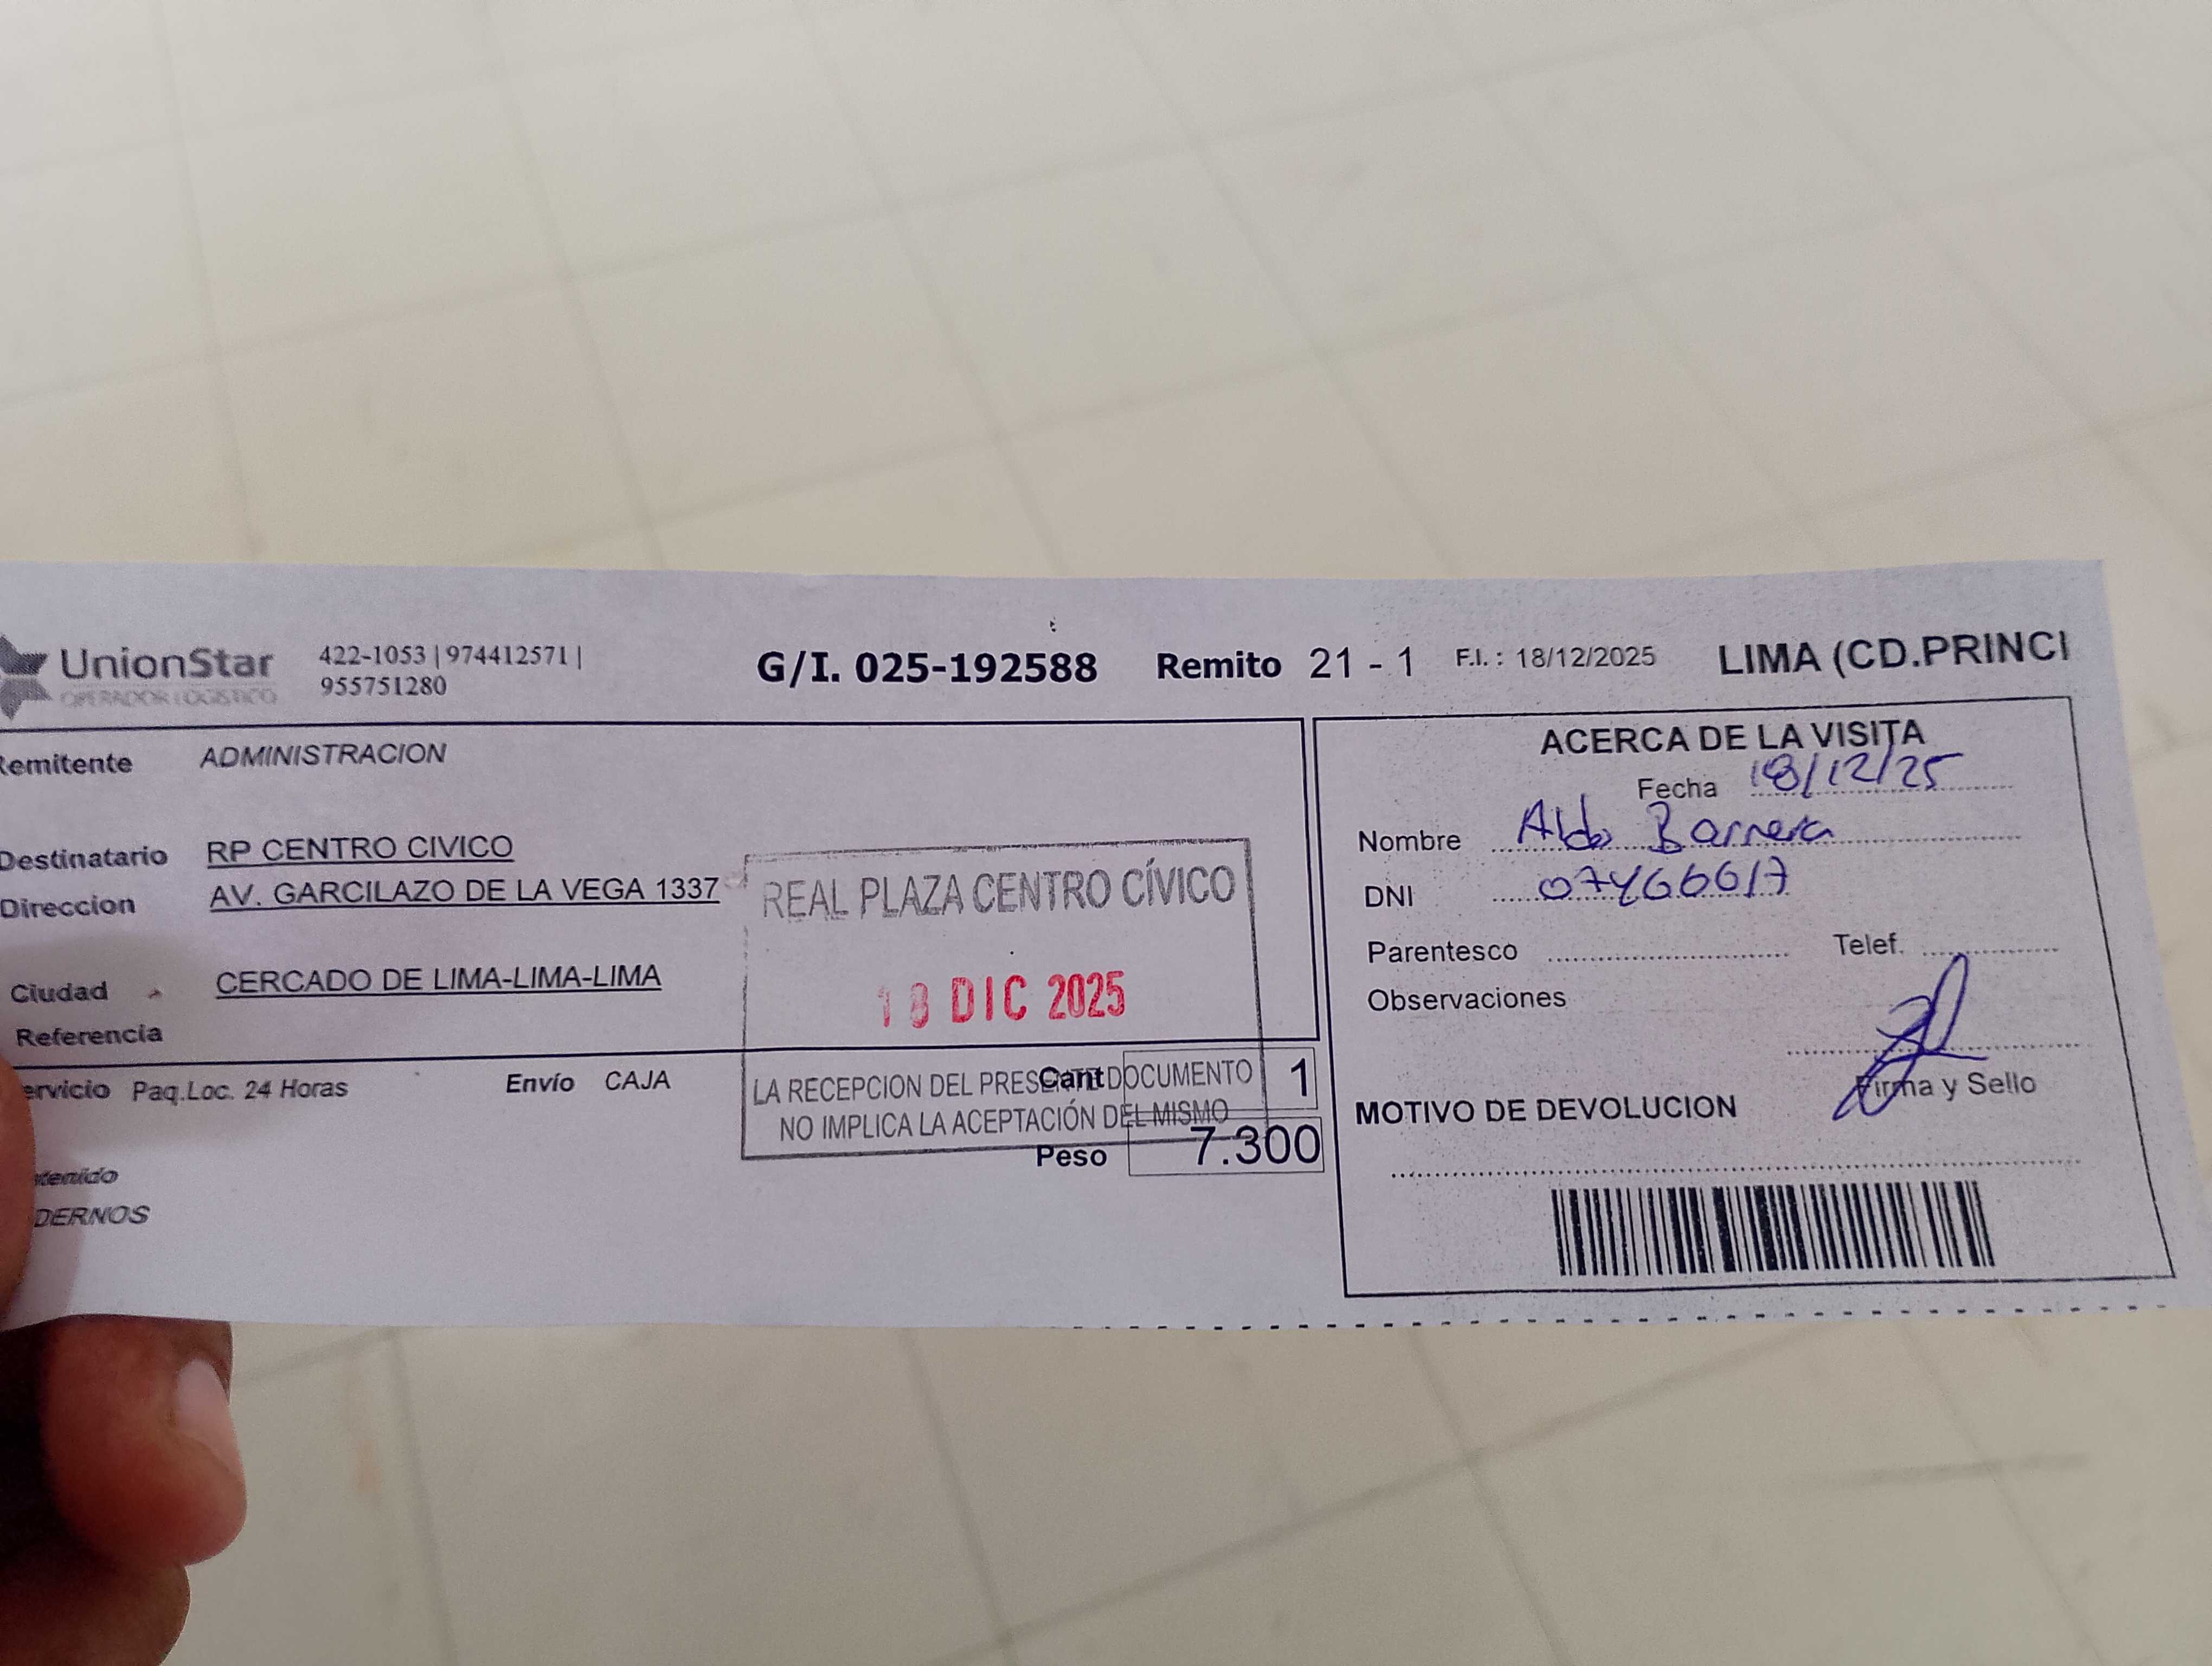 UnionStar
OPERADOR LOGISTICO
422-1053 | 974412571 |
955751280
G/I. 025-192588 Remito 21 - 1 F.I. : 18/12/2025 LIMA (CD.PRINCI
Remitente ADMINISTRACION
Destinatario RP CENTRO CIVICO
Direccion AV. GARCILAZO DE LA VEGA 1337
Ciudad CERCADO DE LIMA-LIMA-LIMA
Referencia
ervicio Paq.Loc. 24 Horas Envío CAJA
Cant 1
Peso 7.300
tenido
DERNOS
REAL PLAZA CENTRO CÍVICO
18 DIC 2025
LA RECEPCION DEL PRESENTE DOCUMENTO
NO IMPLICA LA ACEPTACIÓN DEL MISMO
ACERCA DE LA VISITA
Fecha 18/12/25
Nombre Aldo Barrera
DNI 07466617
Parentesco Telef.
Observaciones
Firma y Sello
MOTIVO DE DEVOLUCION